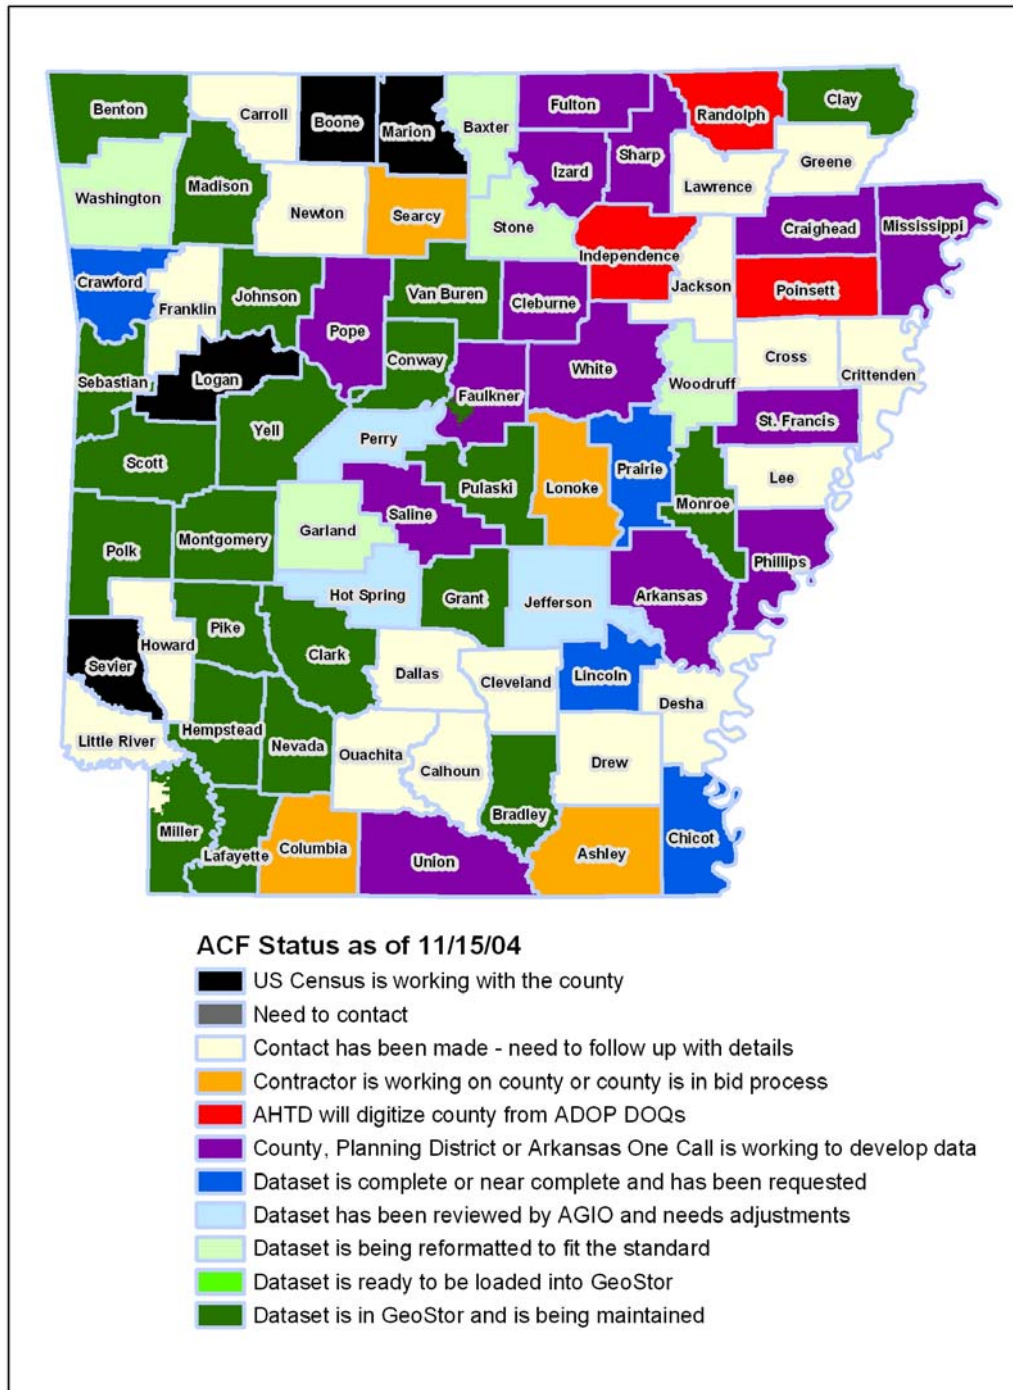 Benton
Carroll
Boone
Marion
Baxter
Fulton
Randolph
Clay
Sharp
Izard
Greene
Lawrence
Washington
Madison
Newton
Searcy
Stone
Independence
Craighead
Mississippi
Crawford
Franklin
Johnson
Van Buren
Cleburne
Jackson
Poinsett
Pope
Conway
White
Cross
Crittenden
Sebastian
Logan
Faulkner
Woodruff
Yell
Perry
St. Francis
Scott
Saline
Pulaski
Lonoke
Prairie
Monroe
Lee
Polk
Montgomery
Garland
Phillips
Hot Spring
Grant
Jefferson
Arkansas
Howard
Pike
Clark
Sevier
Dallas
Cleveland
Lincoln
Desha
Little River
Hempstead
Nevada
Ouachita
Calhoun
Drew
Miller
Lafayette
Columbia
Union
Bradley
Ashley
Chicot
ACF Status as of 11/15/04
US Census is working with the county
Need to contact
Contact has been made - need to follow up with details
Contractor is working on county or county is in bid process
AHTD will digitize county from ADOP DOQs
County, Planning District or Arkansas One Call is working to develop data
Dataset is complete or near complete and has been requested
Dataset has been reviewed by AGIO and needs adjustments
Dataset is being reformatted to fit the standard
Dataset is ready to be loaded into GeoStor
Dataset is in GeoStor and is being maintained